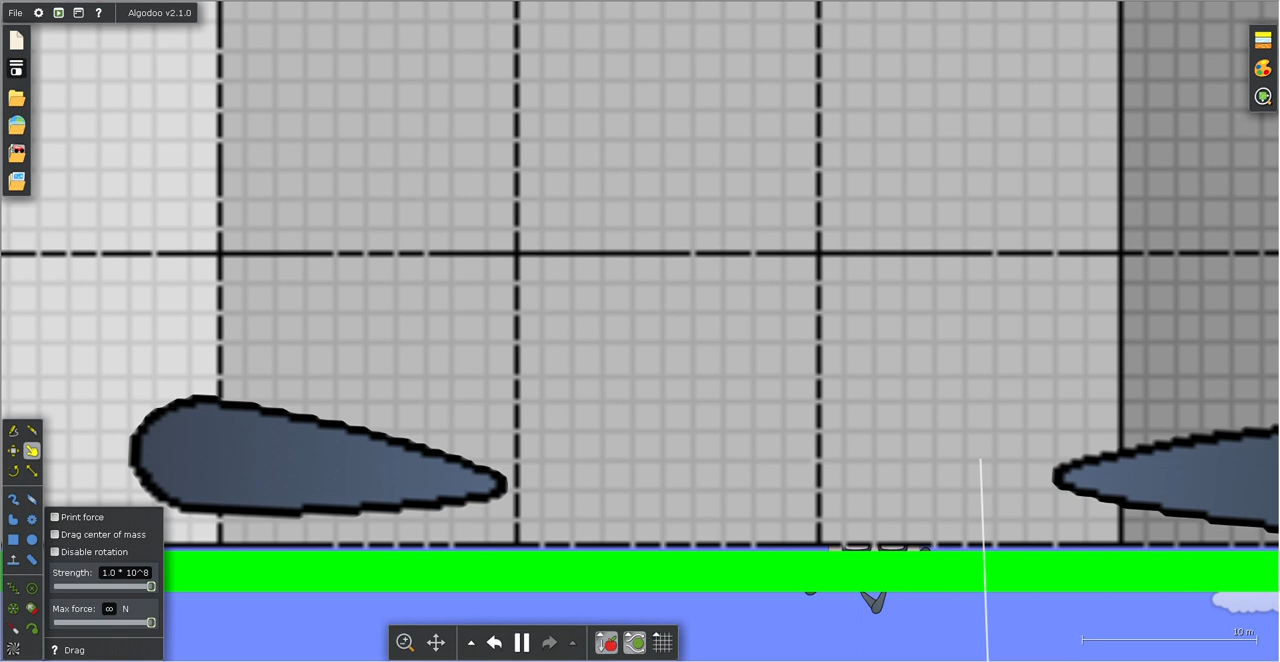 File ? Algodoo v2.1.0
Print force
Drag center of mass
Disable rotation
Strength: 1.0 * 10^8
Max force: ∞ N
? Drag
10 m